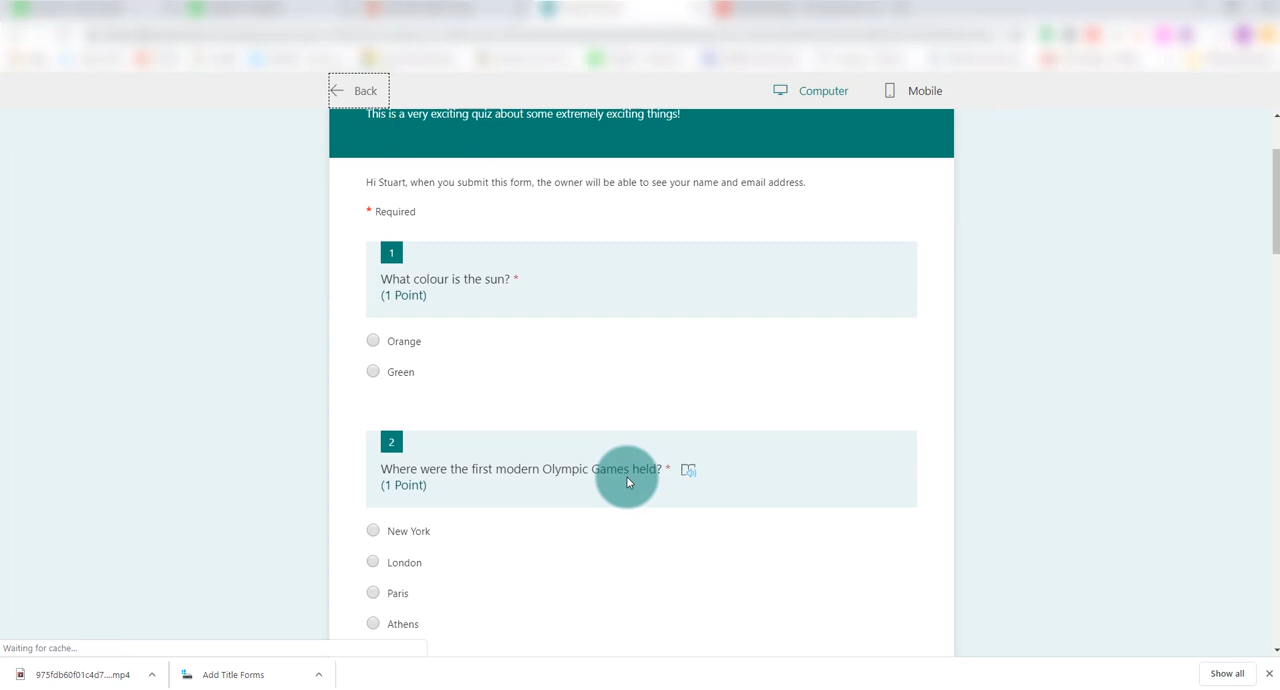 Back
Computer
Mobile
This is a very exciting quiz about some extremely exciting things!
Hi Stuart, when you submit this form, the owner will be able to see your name and email address.
* Required
1
What colour is the sun? *
(1 Point)
Orange
Green
2
Where were the first modern Olympic Games held? *
(1 Point)
New York
London
Paris
Athens
Waiting for cache...
975fdb60f01c4d7....mp4
Add Title Forms
Show all